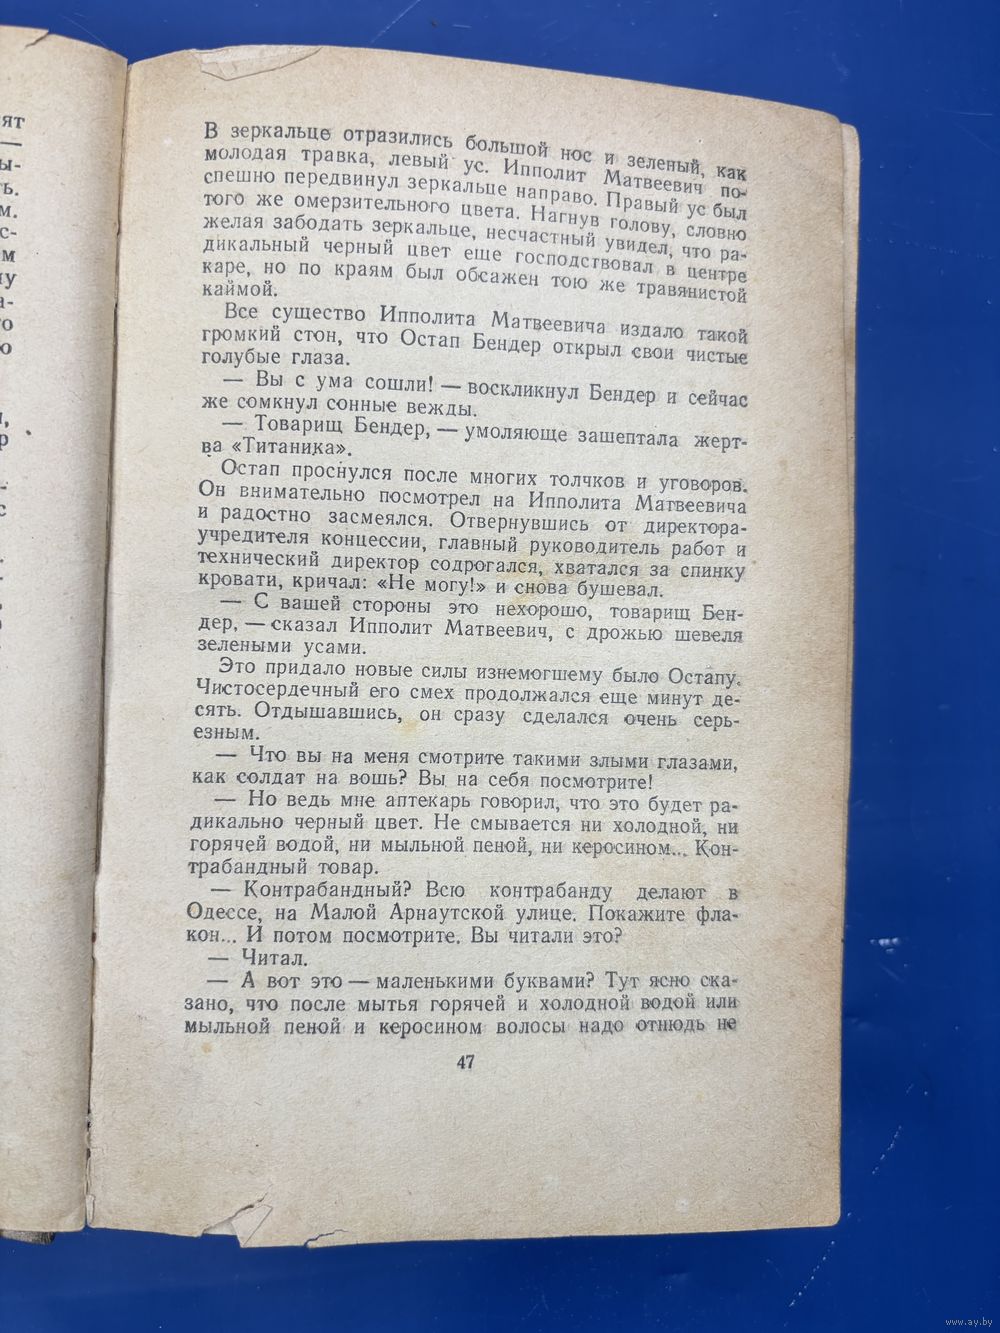 ят
—
ы-
ь.
м.
с-
м
у
а-
о
ю
,
р
-
с
В зеркальце отразились большой нос и зеленый, как
молодая травка, левый ус. Ипполит Матвеевич по-
спешно передвинул зеркальце направо. Правый ус был
того же омерзительного цвета. Нагнув голову, словно
желая забодать зеркальце, несчастный увидел, что ра-
дикальный черный цвет еще господствовал в центре
каре, но по краям был обсажен тою же травянистой
каймой.
Все существо Ипполита Матвеевича издало такой
громкий стон, что Остап Бендер открыл свои чистые
голубые глаза.
— Вы с ума сошли! — воскликнул Бендер и сейчас
же сомкнул сонные вежды.
— Товарищ Бендер, — умоляюще зашептала жерт-
ва «Титаника».
Остап проснулся после многих толчков и уговоров.
Он внимательно посмотрел на Ипполита Матвеевича
и радостно засмеялся. Отвернувшись от директора-
учредителя концессии, главный руководитель работ и
технический директор содрогался, хватался за спинку
кровати, кричал: «Не могу!» и снова бушевал.
— С вашей стороны это нехорошо, товарищ Бен-
дер, — сказал Ипполит Матвеевич, с дрожью шевеля
зелеными усами.
Это придало новые силы изнемогшему было Остапу.
Чистосердечный его смех продолжался еще минут де-
сять. Отдышавшись, он сразу сделался очень серь-
езным.
— Что вы на меня смотрите такими злыми глазами,
как солдат на вошь? Вы на себя посмотрите!
— Но ведь мне аптекарь говорил, что это будет ра-
дикально черный цвет. Не смывается ни холодной, ни
горячей водой, ни мыльной пеной, ни керосином... Кон-
трабандный товар.
— Контрабандный? Всю контрабанду делают в
Одессе, на Малой Арнаутской улице. Покажите фла-
кон... И потом посмотрите. Вы читали это?
— Читал.
— А вот это — маленькими буквами? Тут ясно ска-
зано, что после мытья горячей и холодной водой или
мыльной пеной и керосином волосы надо отнюдь не
47
www.ay.by